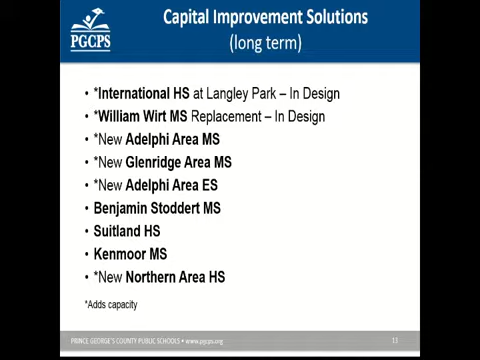 PGCPS
Capital Improvement Solutions
(long term)
• *International HS at Langley Park – In Design
• *William Wirt MS Replacement – In Design
• *New Adelphi Area MS
• *New Glenridge Area MS
• *New Adelphi Area ES
• Benjamin Stoddert MS
• Suitland HS
• Kenmoor MS
• *New Northern Area HS
*Adds capacity
PRINCE GEORGE'S COUNTY PUBLIC SCHOOLS • www.pgcps.org
13